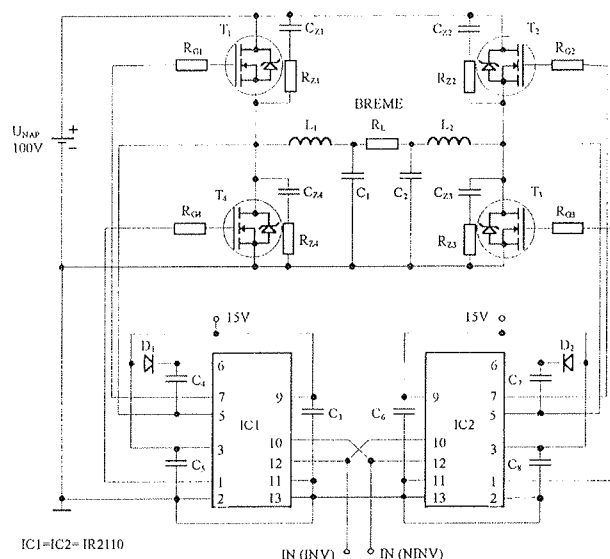 T1 CZ1 CZ2 T2
RG1 RZ1 RZ2 RG2
BREME
UNAP + L1 RL L2
100V −
T4 CZ4 C1 C2 CZ3 T3
RG4 RZ4 RZ3 RG3
15V 15V
D1 6 6 D2
C4 7 9 C3 C6 9 7 C7
5 IC1 IC2 5
3 10 10 3
C5 12 12 C8
1 11 11 1
2 13 13 2
IC1=IC2= IR2110 IN (INV) IN (NINV)